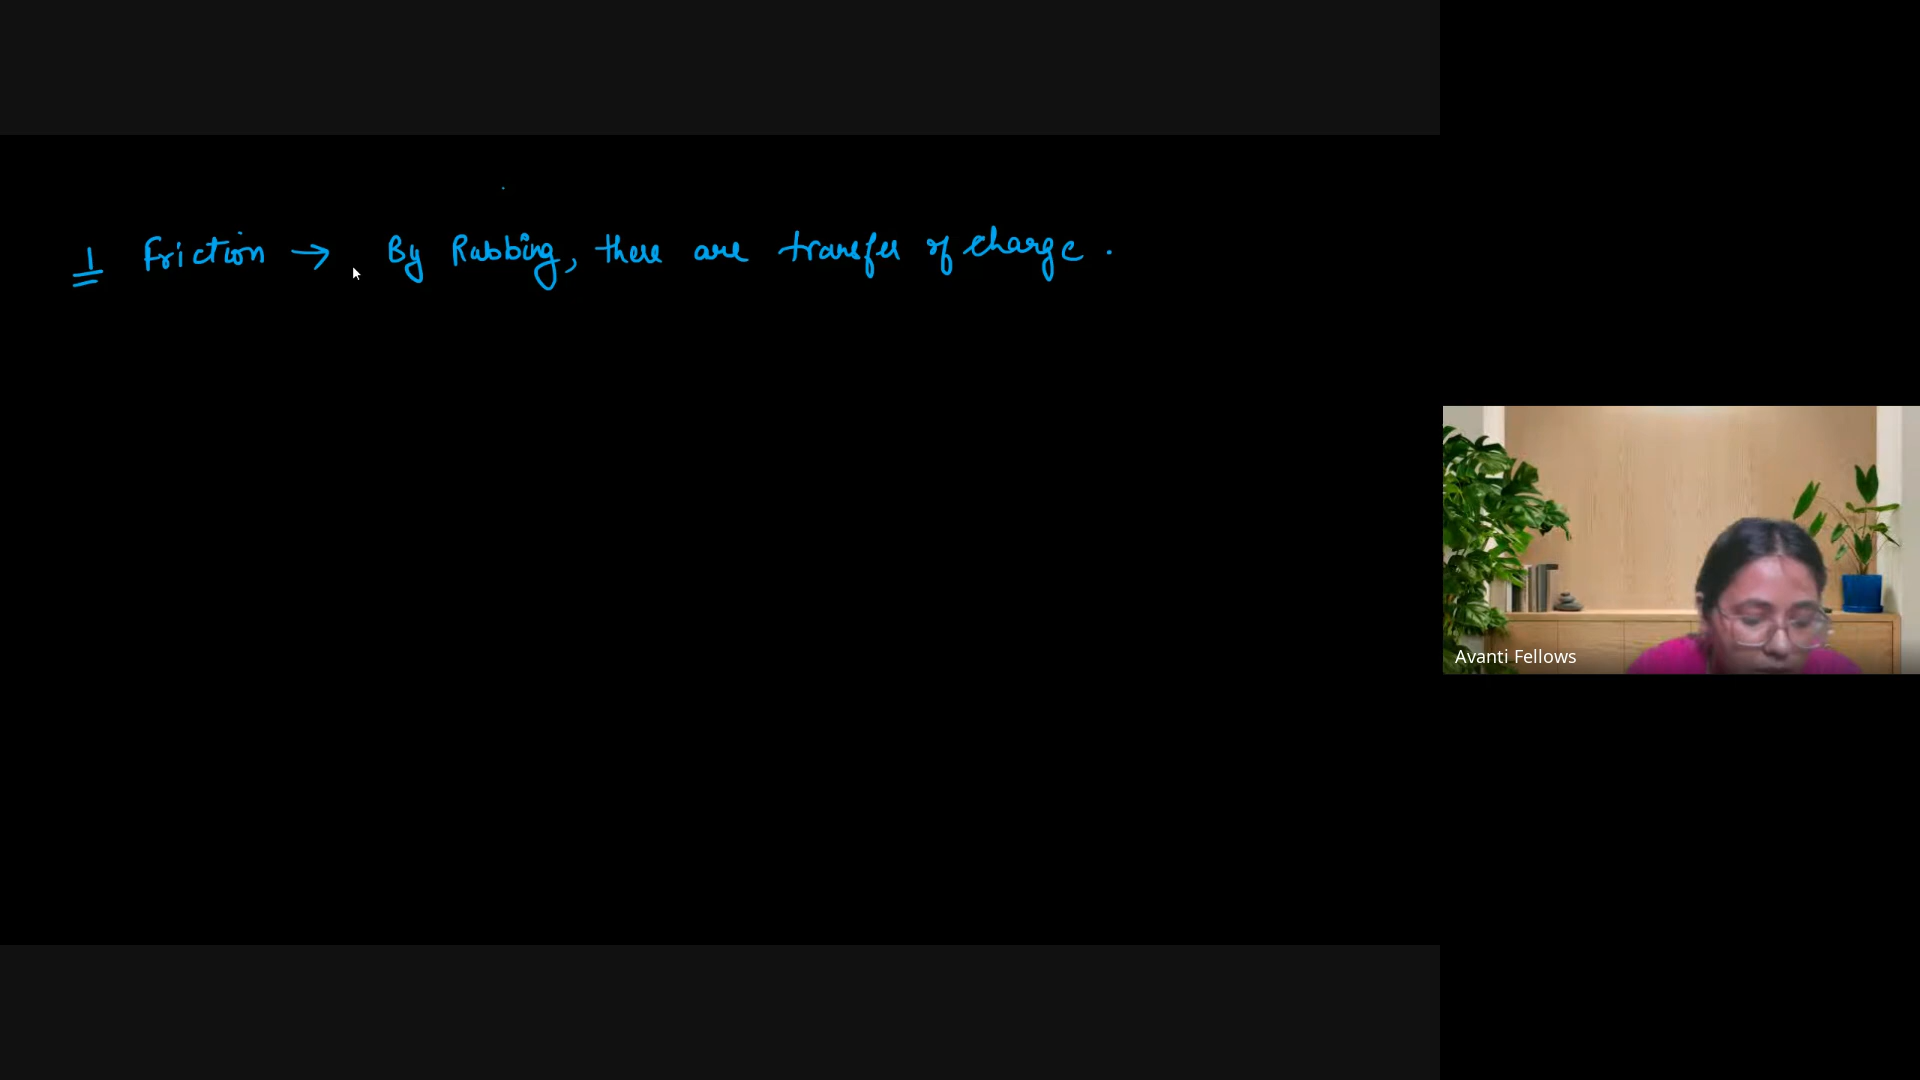 1 Friction → By Rubbing, there are transfer of charge.
Avanti Fellows